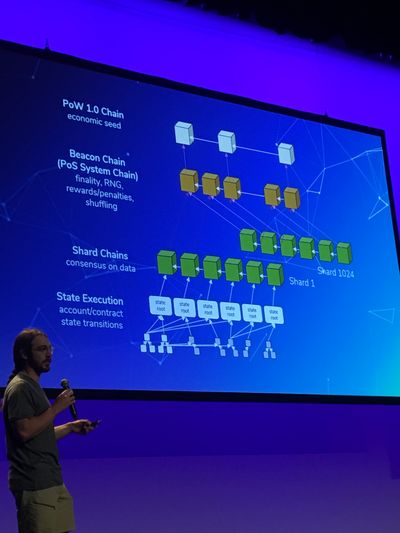 PoW 1.0 Chain
economic seed
Beacon Chain
(PoS System Chain)
finality, RNG,
rewards/penalties,
shuffling
Shard Chains
consensus on data
Shard 1024
Shard 1
State Execution
account/contract
state transitions
state root
state root
state root
state root
state root
state root